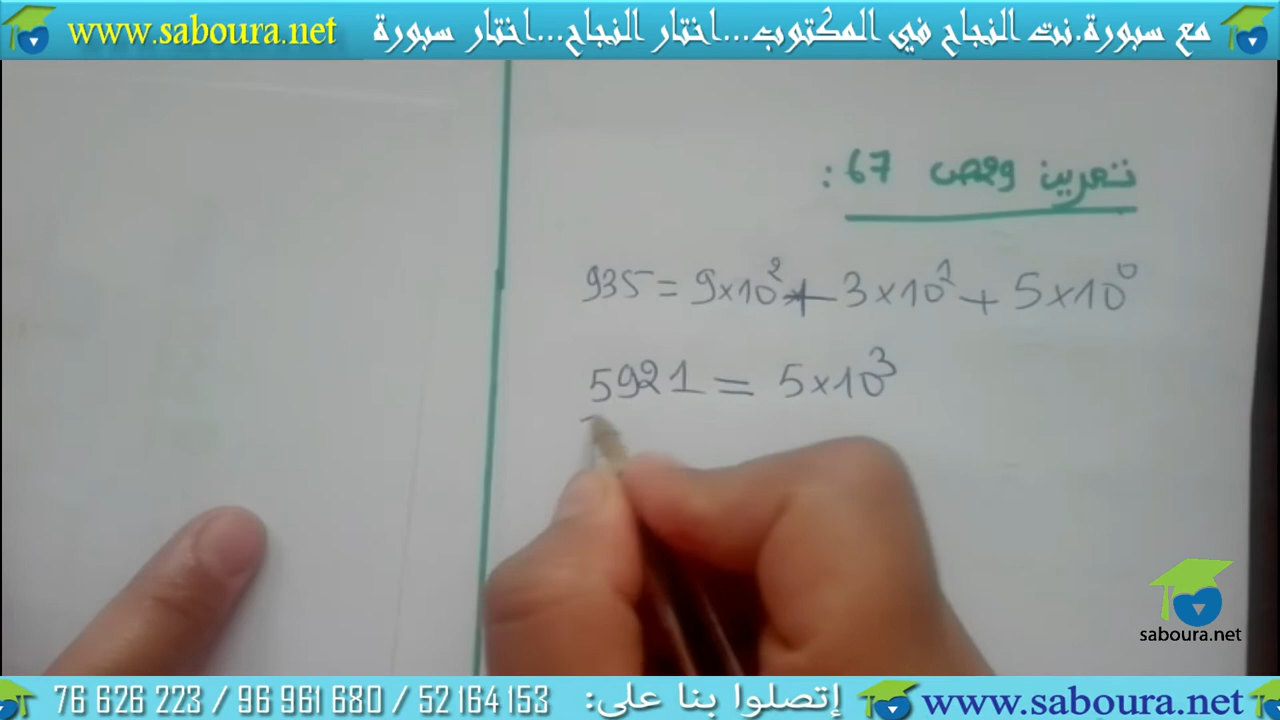 www.saboura.net مع سبورة.نت النجاح في المكتوب...اختار النجاح...اختار سبورة
تمرين 9 ص 67 :
935 = 9×10² + 3×10¹ + 5×10⁰
5921 = 5×10³
saboura.net
76 626 223 / 96 961 680 / 52 164 153 إتصلوا بنا على: www.saboura.net